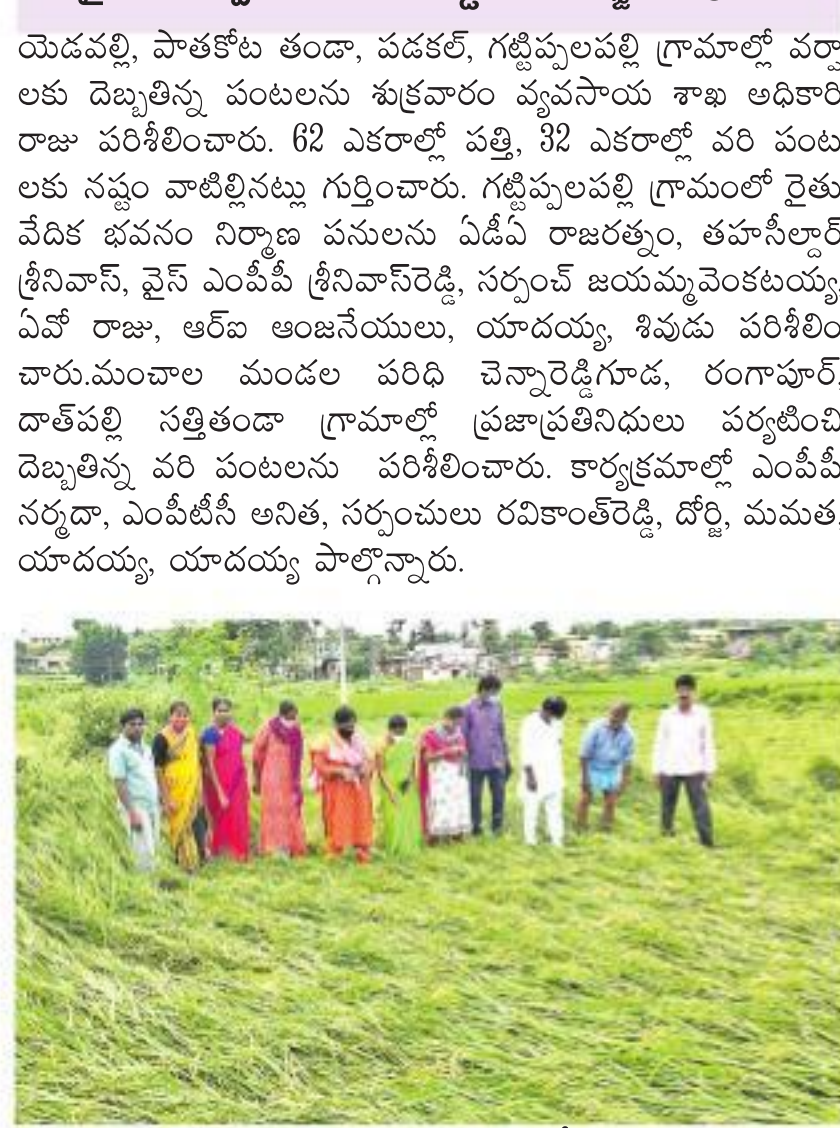 యెడవల్లి, పాతకోట తండా, పడకల్, గట్టిప్పలపల్లి గ్రామాల్లో వర్షా
లకు దెబ్బతిన్న పంటలను శుక్రవారం వ్యవసాయ శాఖ అధికారి
రాజు పరిశీలించారు. 62 ఎకరాల్లో పత్తి, 32 ఎకరాల్లో వరి పంట
లకు నష్టం వాటిల్లినట్లు గుర్తించారు. గట్టిప్పలపల్లి గ్రామంలో రైతు
వేదిక భవనం నిర్మాణ పనులను ఏడీఏ రాజరత్నం, తహసీల్దార్
శ్రీనివాస్, వైస్ ఎంపీపీ శ్రీనివాస్‌రెడ్డి, సర్పంచ్ జయమ్మవెంకటయ్య,
ఏవో రాజు, ఆర్ఐ ఆంజనేయులు, యాదయ్య, శివుడు పరిశీలిం
చారు.మంచాల మండల పరిధి చెన్నారెడ్డిగూడ, రంగాపూర్,
దాత్‌పల్లి సత్తితండా గ్రామాల్లో ప్రజాప్రతినిధులు పర్యటించి
దెబ్బతిన్న వరి పంటలను పరిశీలించారు. కార్యక్రమాల్లో ఎంపీపీ
నర్మదా, ఎంపీటీసీ అనిత, సర్పంచులు రవికాంత్‌రెడ్డి, దోర్జి, మమత,
యాదయ్య, యాదయ్య పాల్గొన్నారు.